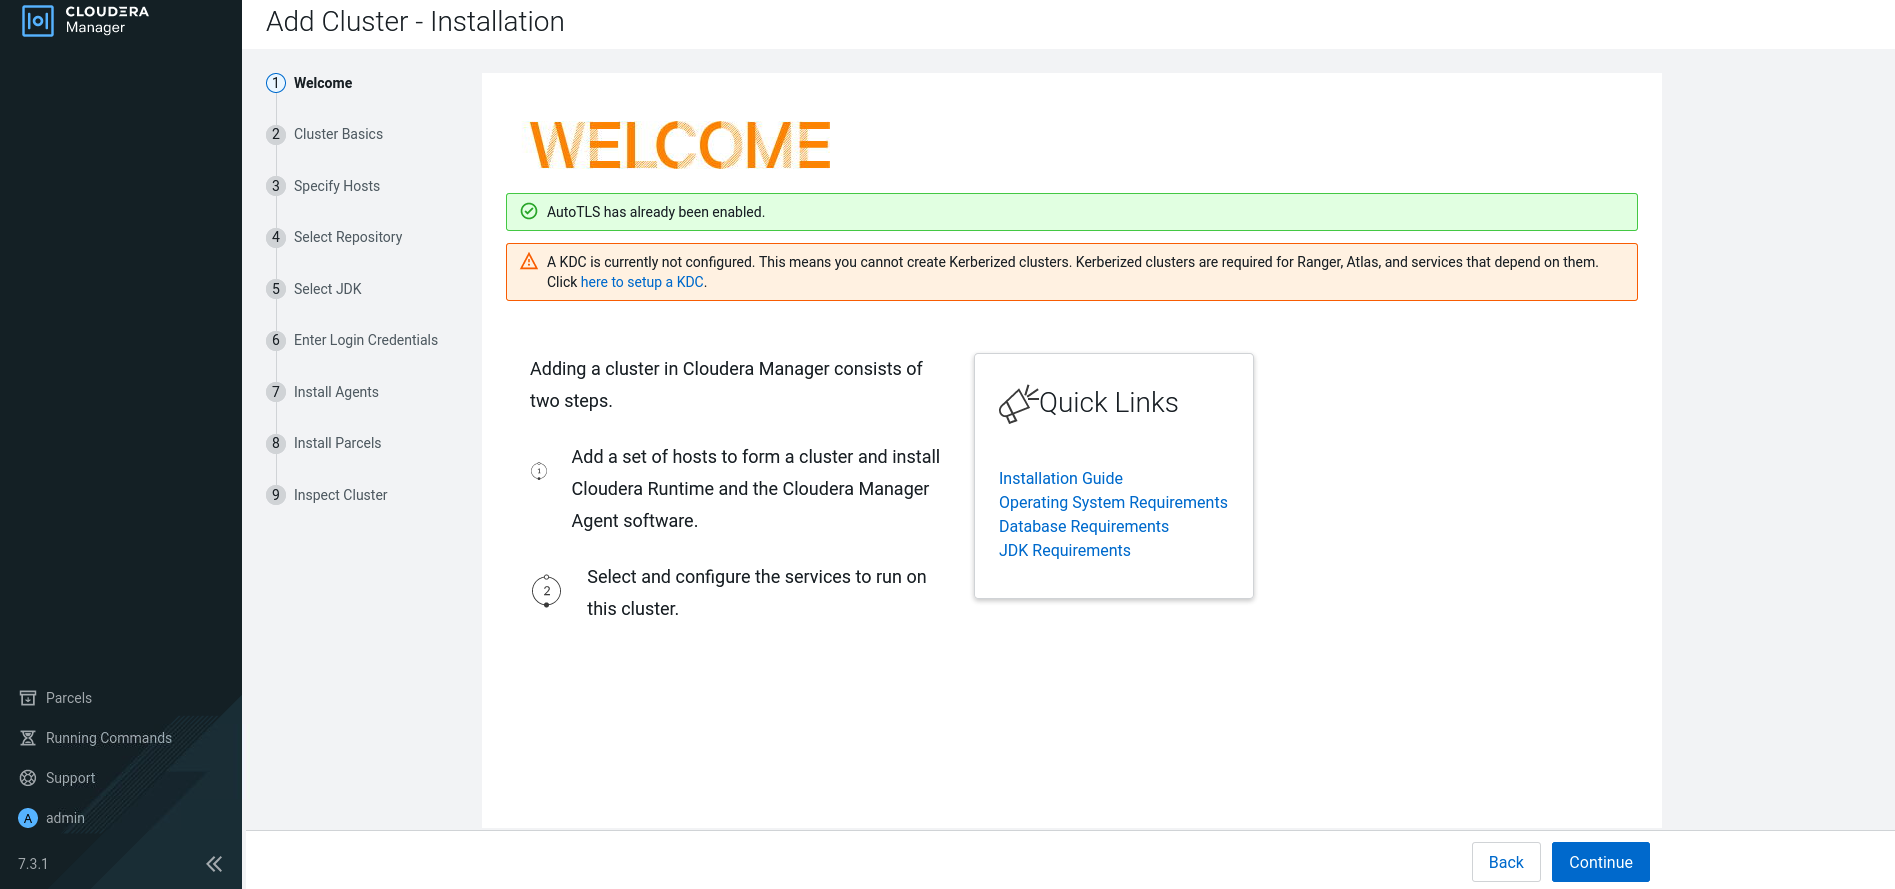 CLOUDERA
Manager
Add Cluster - Installation
1 Welcome
2 Cluster Basics
3 Specify Hosts
4 Select Repository
5 Select JDK
6 Enter Login Credentials
7 Install Agents
8 Install Parcels
9 Inspect Cluster
WELCOME
AutoTLS has already been enabled.
A KDC is currently not configured. This means you cannot create Kerberized clusters. Kerberized clusters are required for Ranger, Atlas, and services that depend on them.
Click here to setup a KDC.
Adding a cluster in Cloudera Manager consists of
two steps.
1 Add a set of hosts to form a cluster and install
Cloudera Runtime and the Cloudera Manager
Agent software.
2 Select and configure the services to run on
this cluster.
Quick Links
Installation Guide
Operating System Requirements
Database Requirements
JDK Requirements
Parcels
Running Commands
Support
A admin
7.3.1
Back
Continue